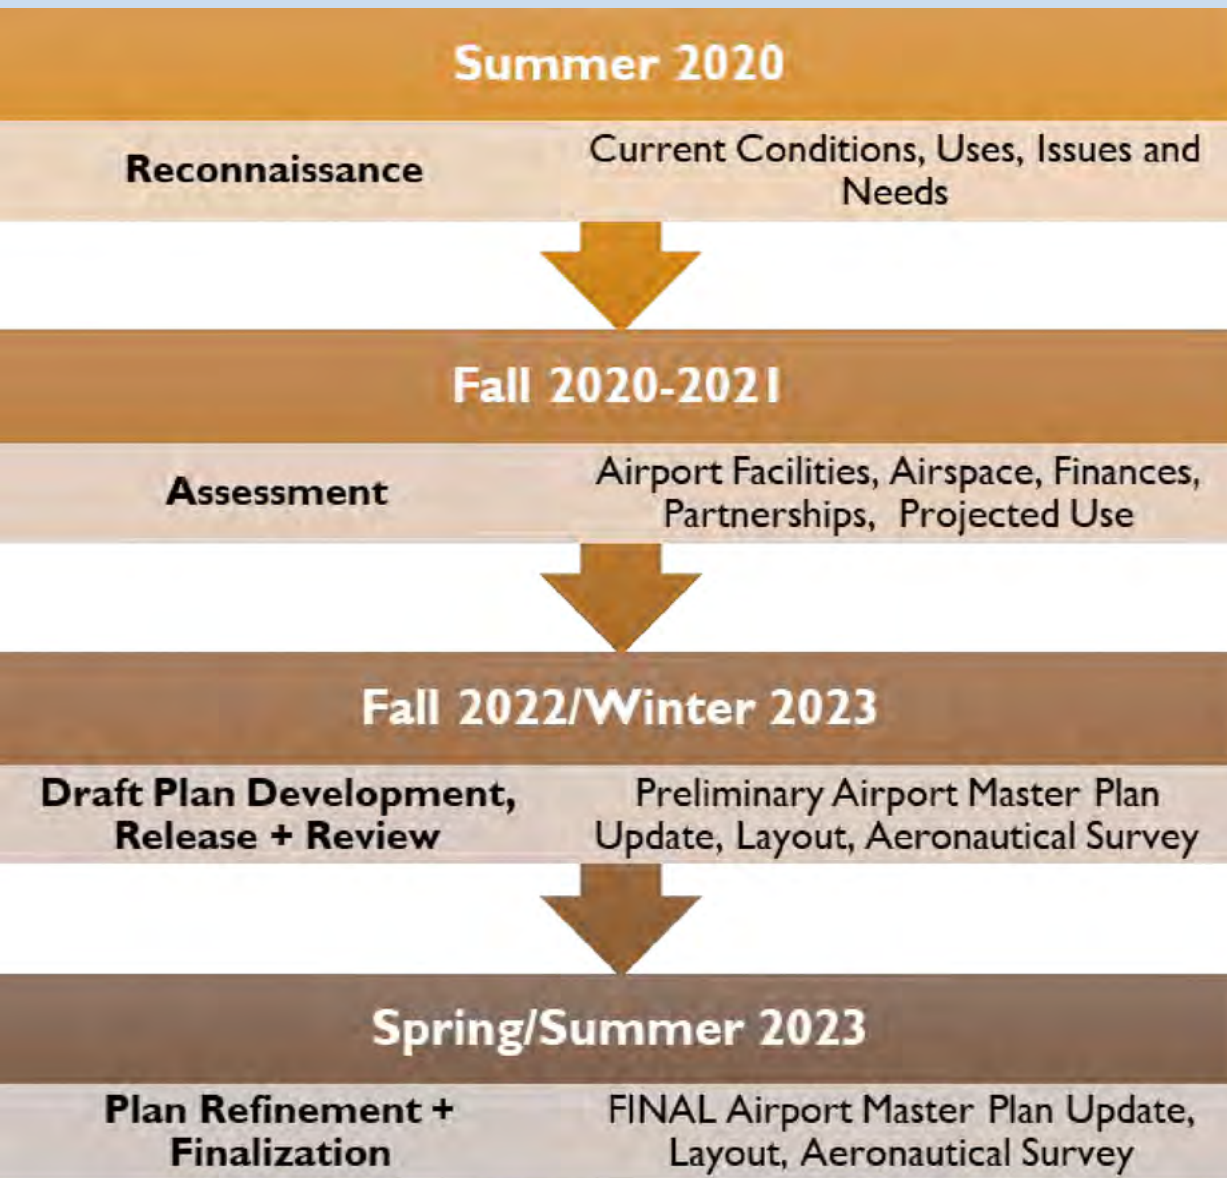 Summer 2020
Reconnaissance
Current Conditions, Uses, Issues and
Needs
Fall 2020-2021
Assessment
Airport Facilities, Airspace, Finances,
Partnerships, Projected Use
Fall 2022/Winter 2023
Draft Plan Development,
Release + Review
Preliminary Airport Master Plan
Update, Layout, Aeronautical Survey
Spring/Summer 2023
Plan Refinement +
Finalization
FINAL Airport Master Plan Update,
Layout, Aeronautical Survey